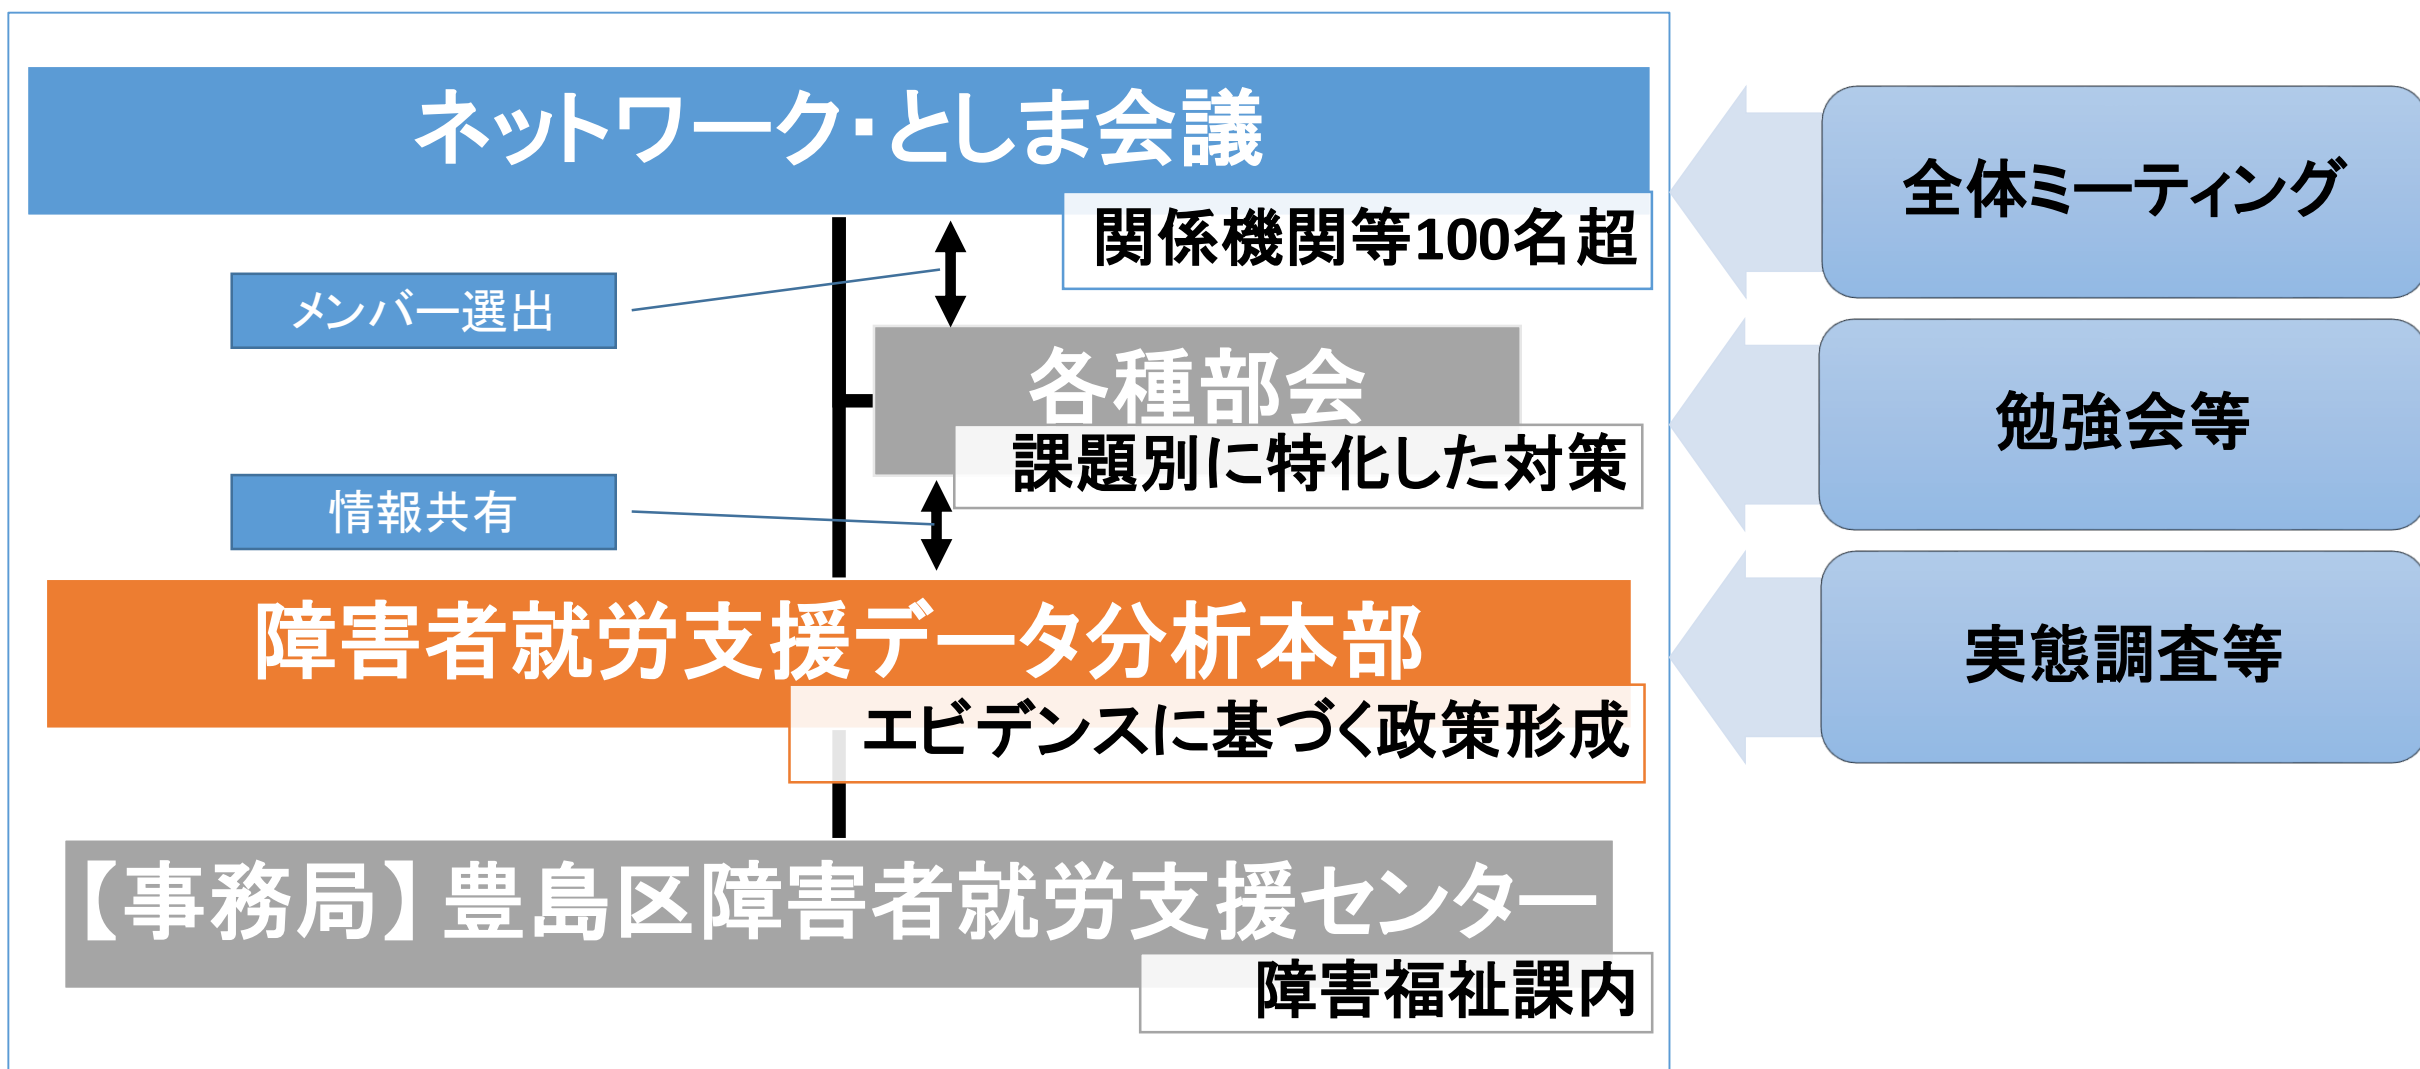 ネットワーク・としま会議
関係機関等100名超
メンバー選出
各種部会
課題別に特化した対策
情報共有
障害者就労支援データ分析本部
エビデンスに基づく政策形成
【事務局】豊島区障害者就労支援センター
障害福祉課内
全体ミーティング
勉強会等
実態調査等